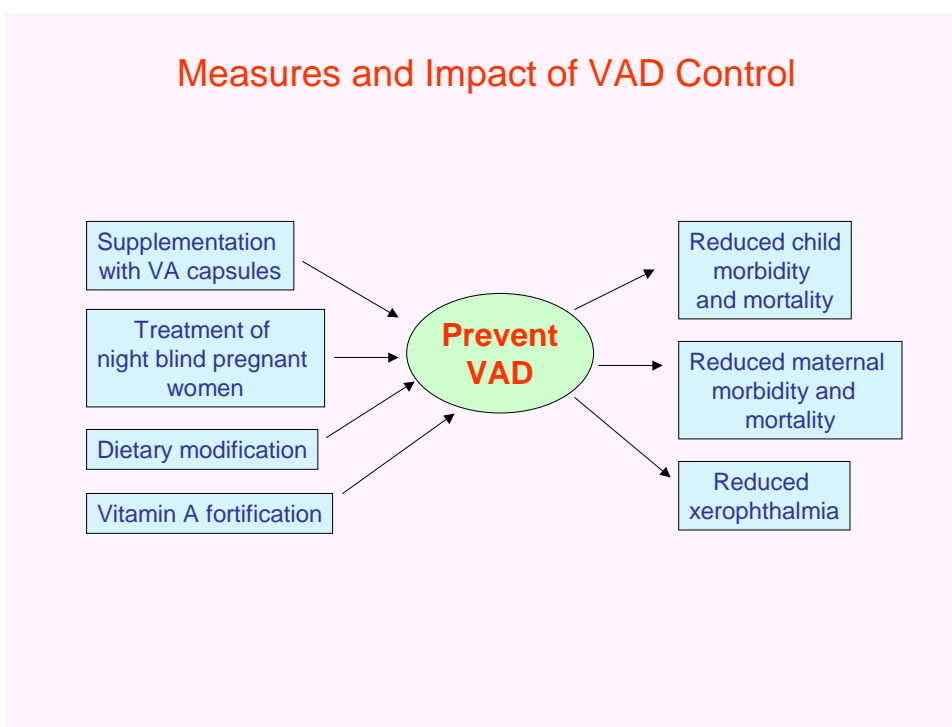 Measures and Impact of VAD Control
Supplementation
with VA capsules
Treatment of
night blind pregnant
women
Dietary modification
Vitamin A fortification
Prevent
VAD
Reduced child
morbidity
and mortality
Reduced maternal
morbidity and
mortality
Reduced
xerophthalmia